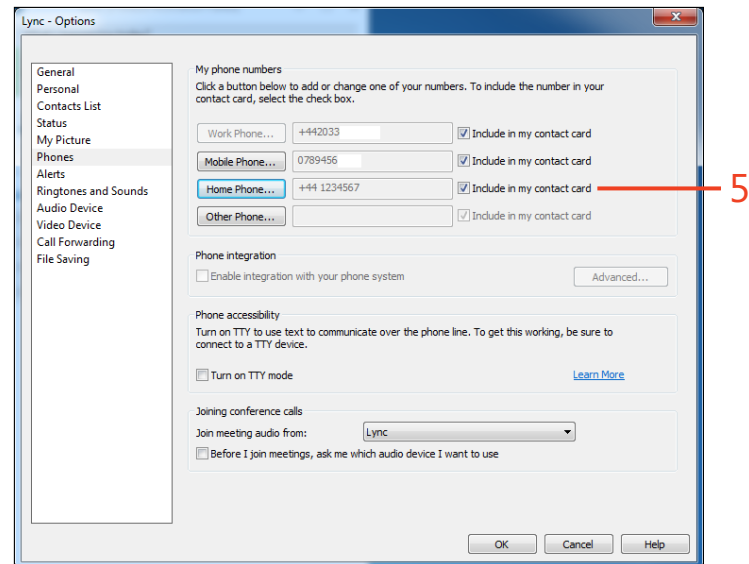 Lync - Options
General
Personal
Contacts List
Status
My Picture
Phones
Alerts
Ringtones and Sounds
Audio Device
Video Device
Call Forwarding
File Saving
My phone numbers
Click a button below to add or change one of your numbers. To include the number in your
contact card, select the check box.
Work Phone... +442033 Include in my contact card
Mobile Phone... 0789456 Include in my contact card
Home Phone... +44 1234567 Include in my contact card 5
Other Phone... Include in my contact card
Phone integration
Enable integration with your phone system Advanced...
Phone accessibility
Turn on TTY to use text to communicate over the phone line. To get this working, be sure to
connect to a TTY device.
Turn on TTY mode Learn More
Joining conference calls
Join meeting audio from: Lync
Before I join meetings, ask me which audio device I want to use
OK Cancel Help